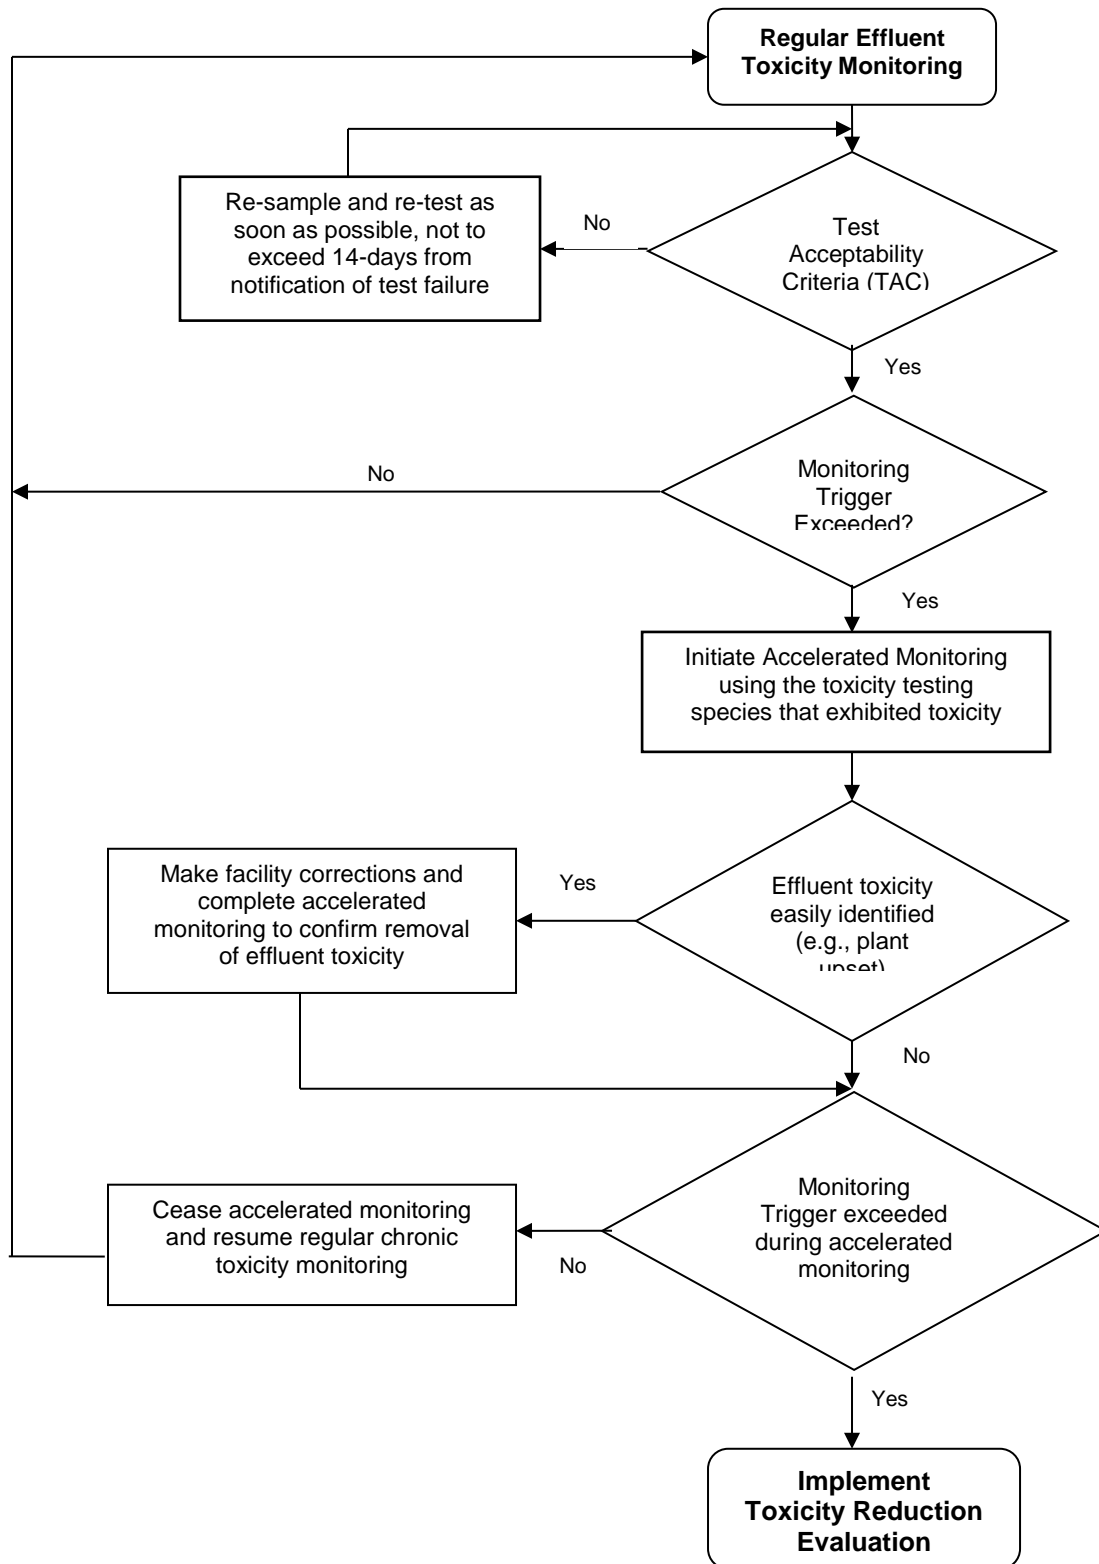 Regular Effluent
Toxicity Monitoring
Re-sample and re-test as
soon as possible, not to
exceed 14-days from
notification of test failure
No
Test
Acceptability
Criteria (TAC)
Yes
No
Monitoring
Trigger
Exceeded?
Yes
Initiate Accelerated Monitoring
using the toxicity testing
species that exhibited toxicity
Make facility corrections and
complete accelerated
monitoring to confirm removal
of effluent toxicity
Yes
Effluent toxicity
easily identified
(e.g., plant
upset)
No
Cease accelerated monitoring
and resume regular chronic
toxicity monitoring
No
Monitoring
Trigger exceeded
during accelerated
monitoring
Yes
Implement
Toxicity Reduction
Evaluation